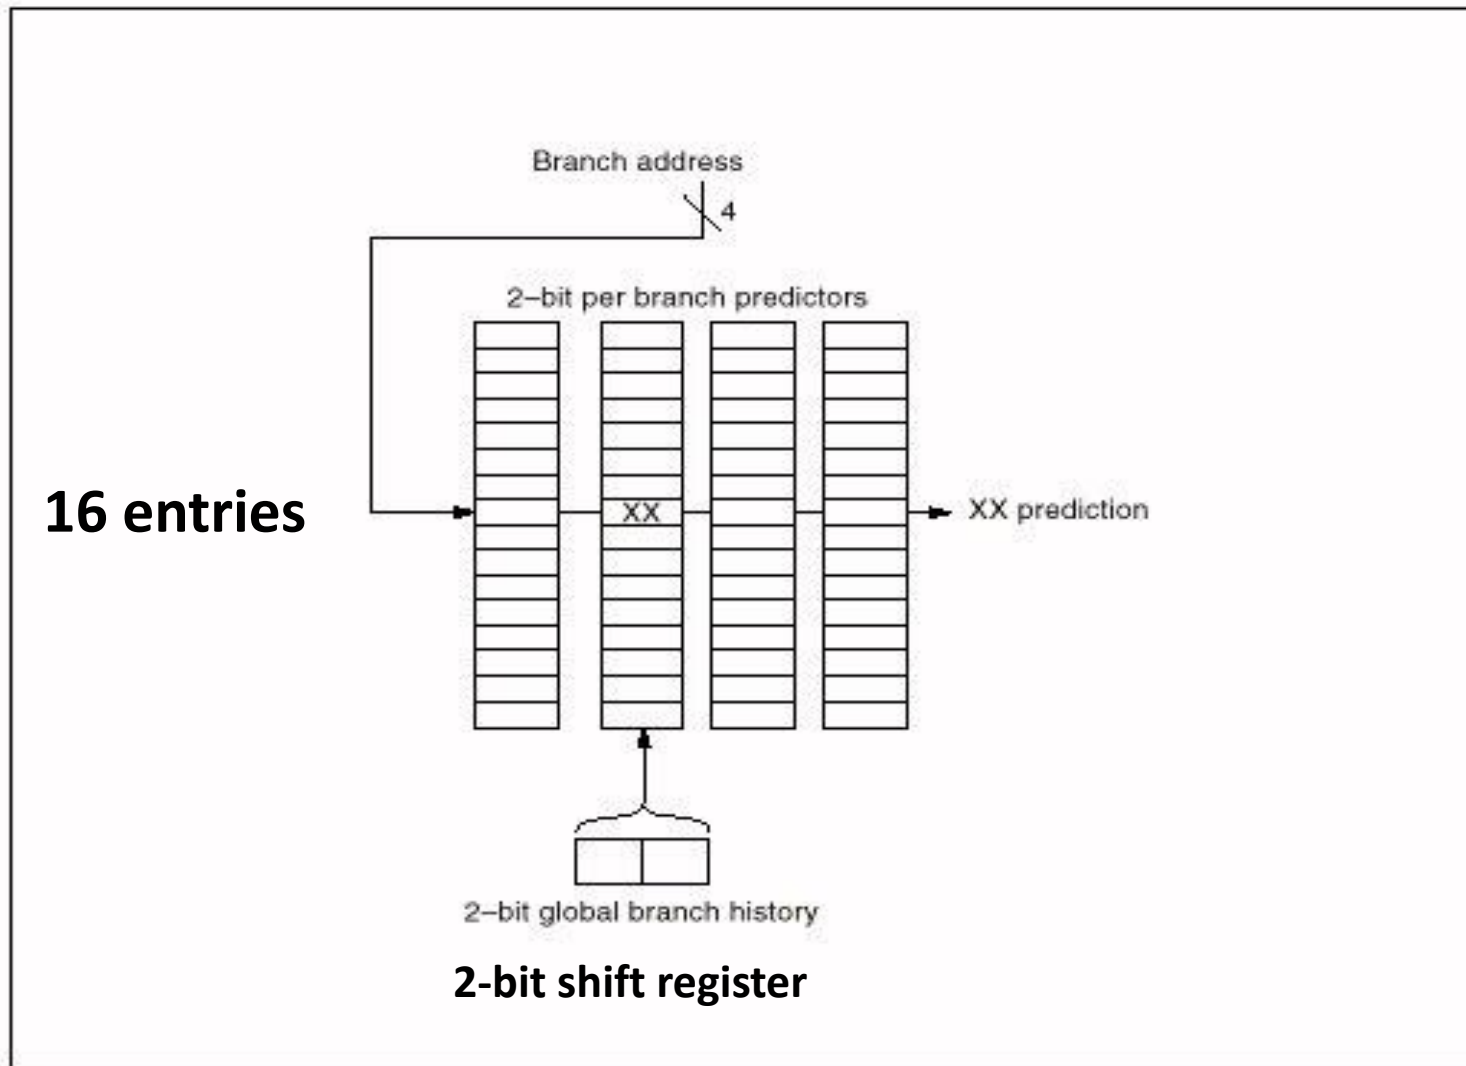 Branch address
4
2–bit per branch predictors
16 entries
XX
XX prediction
2–bit global branch history
2-bit shift register